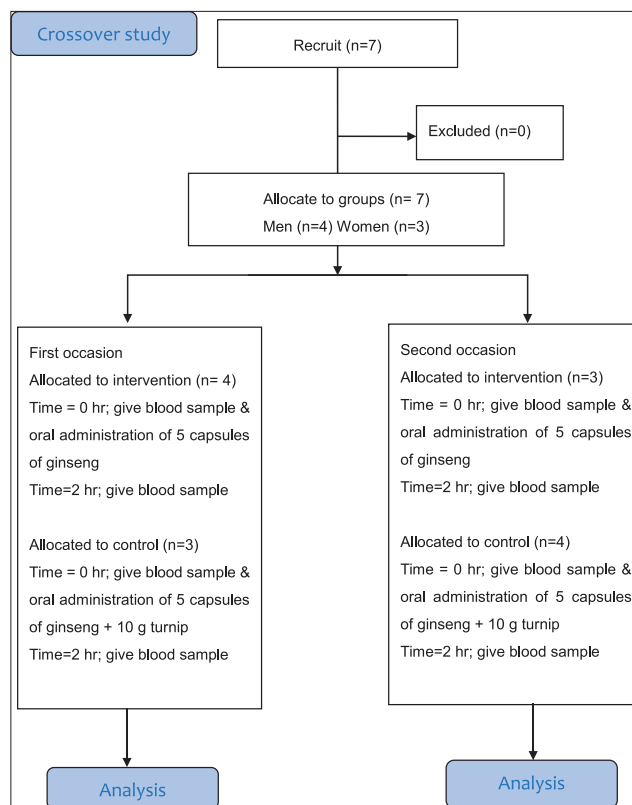 Crossover study
Recruit (n=7)
Excluded (n=0)
Allocate to groups (n= 7)
Men (n=4) Women (n=3)
First occasion
Allocated to intervention (n= 4)
Time = 0 hr; give blood sample &
oral administration of 5 capsules
of ginseng
Time=2 hr; give blood sample
Allocated to control (n=3)
Time = 0 hr; give blood sample &
oral administration of 5 capsules
of ginseng + 10 g turnip
Time=2 hr; give blood sample
Second occasion
Allocated to intervention (n=3)
Time = 0 hr; give blood sample &
oral administration of 5 capsules
of ginseng
Time=2 hr; give blood sample
Allocated to control (n=4)
Time = 0 hr; give blood sample &
oral administration of 5 capsules
of ginseng + 10 g turnip
Time=2 hr; give blood sample
Analysis
Analysis